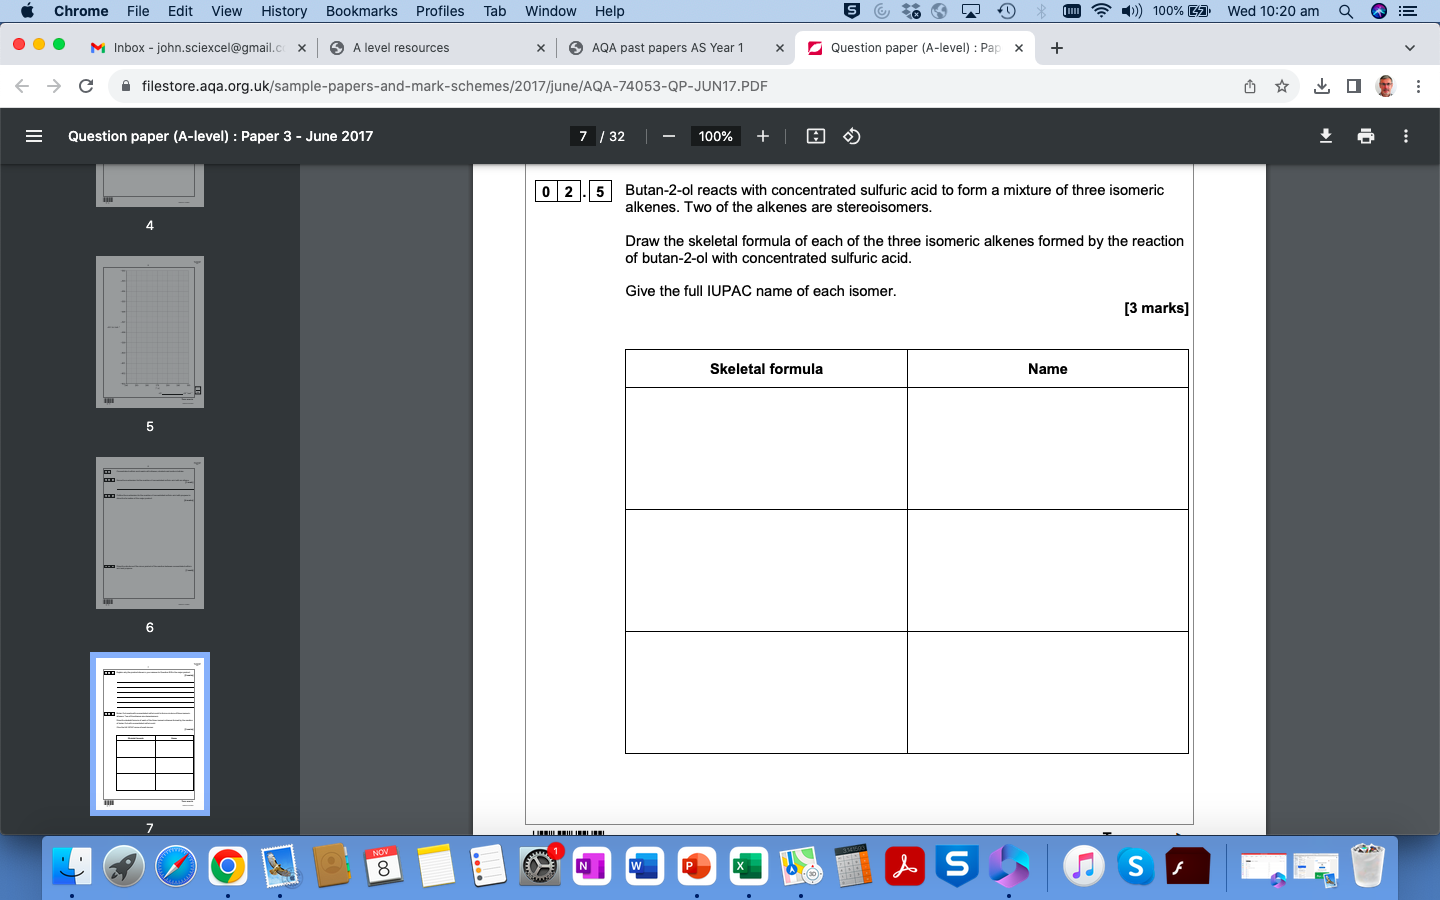 Chrome File Edit View History Bookmarks Profiles Tab Window Help 100% Wed 10:20 am
Inbox - john.sciexcel@gmail.c A level resources AQA past papers AS Year 1 Question paper (A-level) : Pap
filestore.aqa.org.uk/sample-papers-and-mark-schemes/2017/june/AQA-74053-QP-JUN17.PDF
Question paper (A-level) : Paper 3 - June 2017 7 / 32 100%
4
5
6
7
0 2 . 5 Butan-2-ol reacts with concentrated sulfuric acid to form a mixture of three isomeric
alkenes. Two of the alkenes are stereoisomers.
Draw the skeletal formula of each of the three isomeric alkenes formed by the reaction
of butan-2-ol with concentrated sulfuric acid.
Give the full IUPAC name of each isomer.
[3 marks]
Skeletal formula Name
NOV
8
1